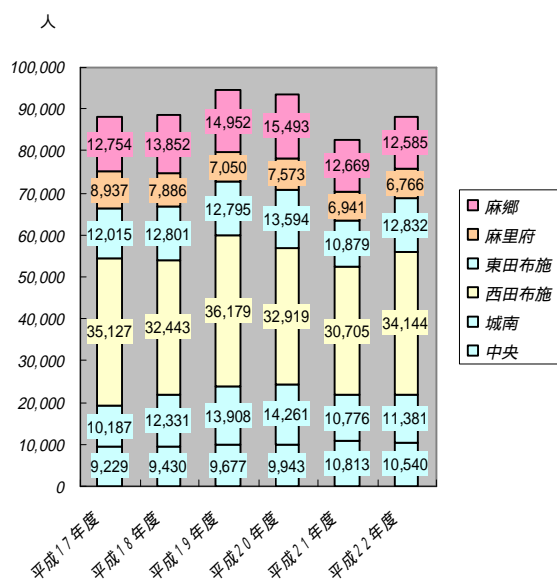 人
100,000
90,000
80,000
70,000
60,000
50,000
40,000
30,000
20,000
10,000
0
12,754 13,852 14,952 15,493 12,669 12,585
8,937 7,886 7,050 7,573 6,941 6,766
12,015 12,801 12,795 13,594 10,879 12,832
35,127 32,443 36,179 32,919 30,705 34,144
10,187 12,331 13,908 14,261 10,776 11,381
9,229 9,430 9,677 9,943 10,813 10,540
平成17年度 平成18年度 平成19年度 平成20年度 平成21年度 平成22年度
麻郷
麻里府
東田布施
西田布施
城南
中央